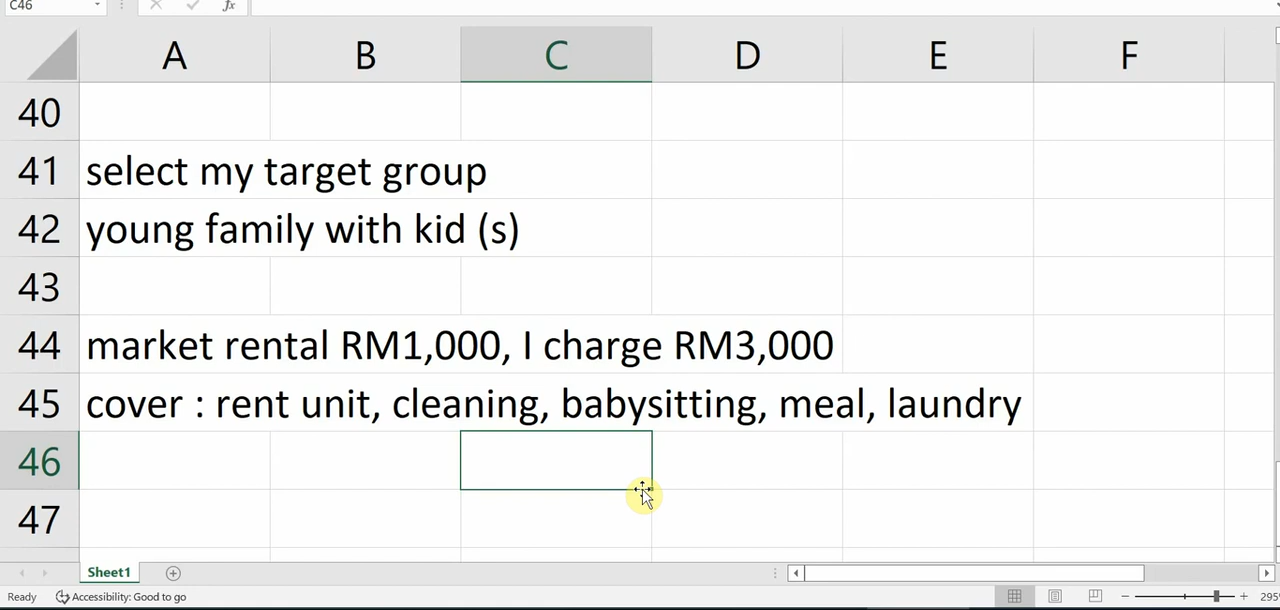 C46
fx
A B C D E F
40
41 select my target group
42 young family with kid (s)
43
44 market rental RM1,000, I charge RM3,000
45 cover : rent unit, cleaning, babysitting, meal, laundry
46
47
Sheet1
Ready Accessibility: Good to go